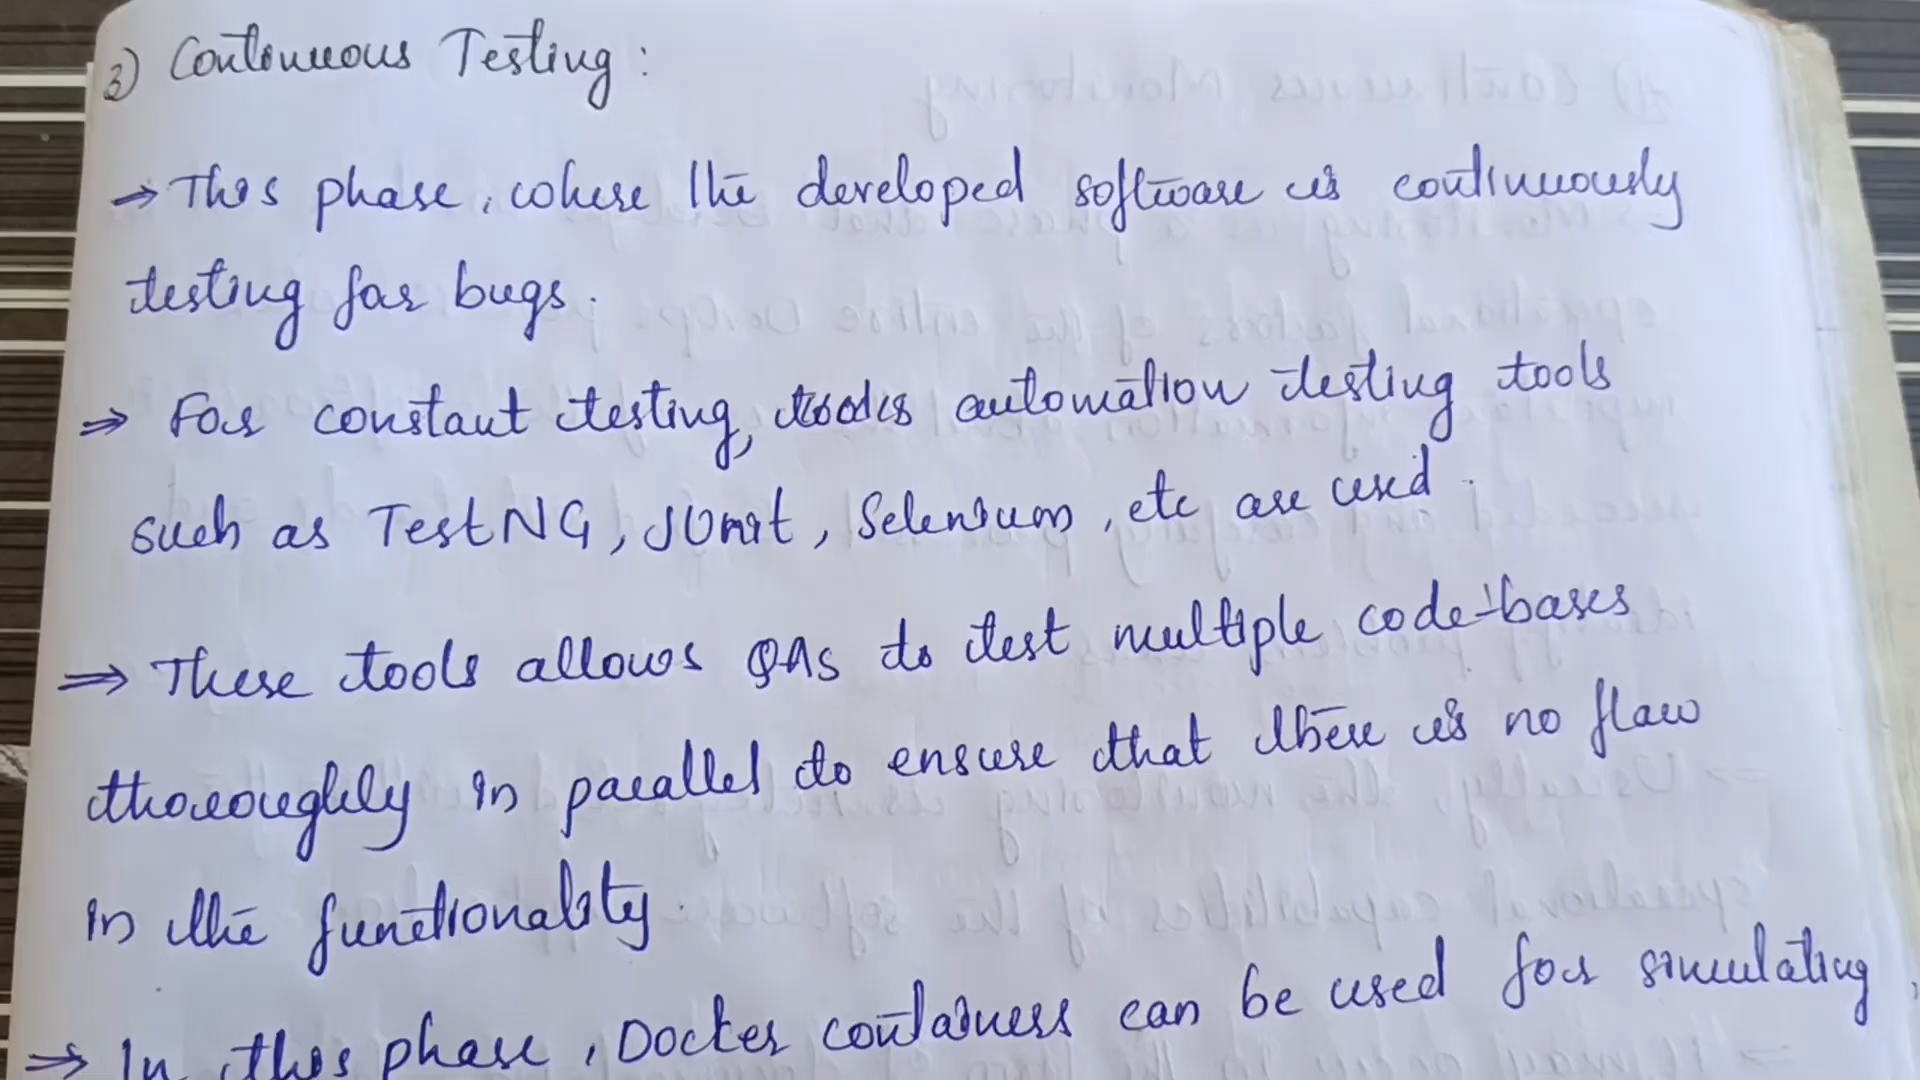 3) Continuous Testing :
→ This phase, where the developed software is continuously
testing for bugs.
⇒ For constant testing, tools automation testing tools
such as TestNG, JUnit, Selenium, etc are used.
⇒ These tools allows QAs to test multiple code-bases
thoroughly in parallel to ensure that there is no flaw
in the functionality.
⇒ In this phase, Docker containers can be used for simulating